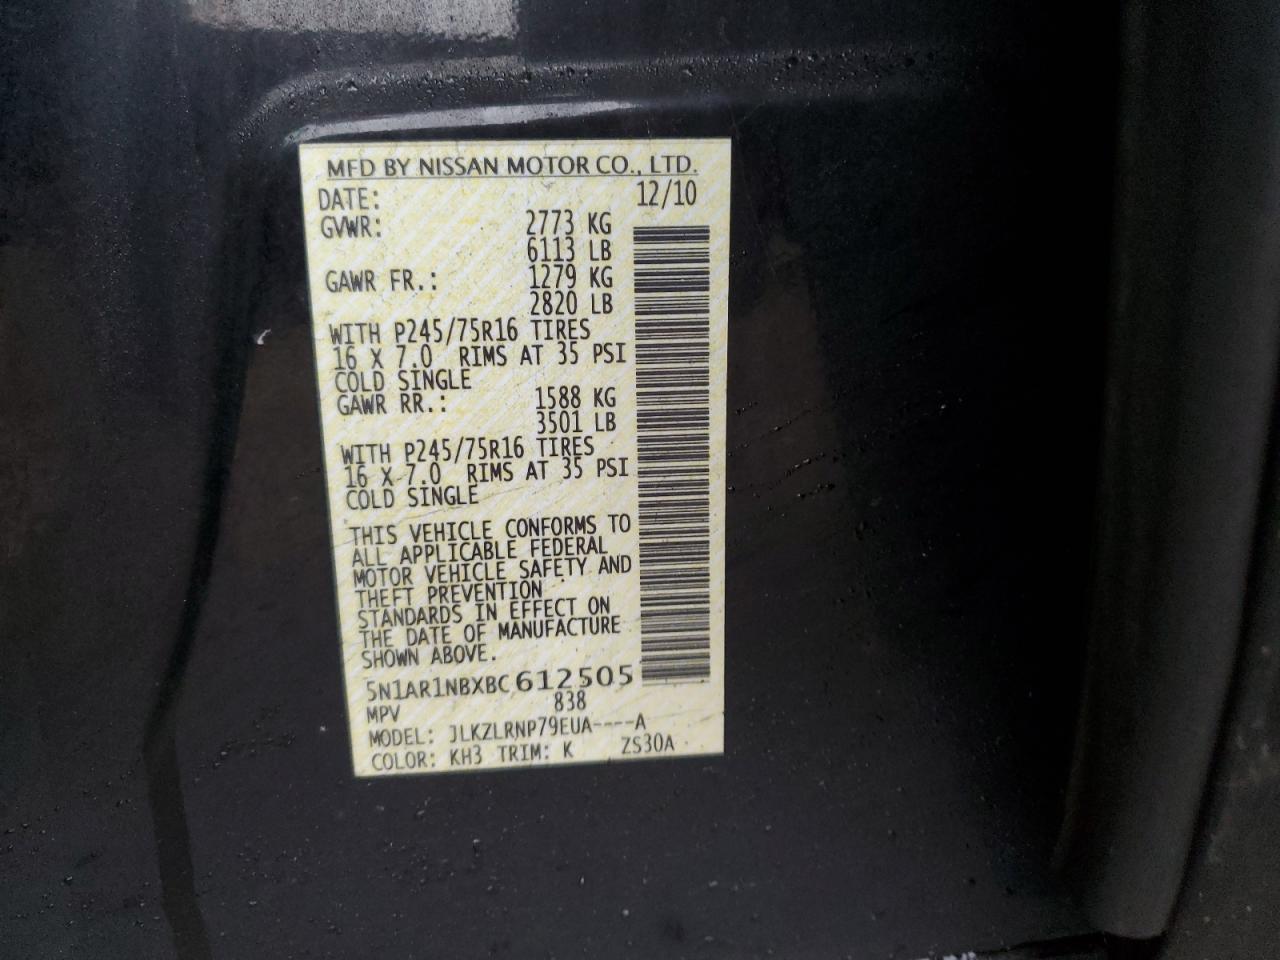 MFD BY NISSAN MOTOR CO., LTD.
DATE: 12/10
GVWR: 2773 KG
6113 LB
GAWR FR.: 1279 KG
2820 LB
WITH P245/75R16 TIRES
16 X 7.0 RIMS AT 35 PSI
COLD SINGLE
GAWR RR.: 1588 KG
3501 LB
WITH P245/75R16 TIRES
16 X 7.0 RIMS AT 35 PSI
COLD SINGLE
THIS VEHICLE CONFORMS TO
ALL APPLICABLE FEDERAL
MOTOR VEHICLE SAFETY AND
THEFT PREVENTION
STANDARDS IN EFFECT ON
THE DATE OF MANUFACTURE
SHOWN ABOVE.
5N1AR1NBXBC612505
MPV 838
MODEL: JLKZLRNP79EUA----A
COLOR: KH3 TRIM: K ZS30A